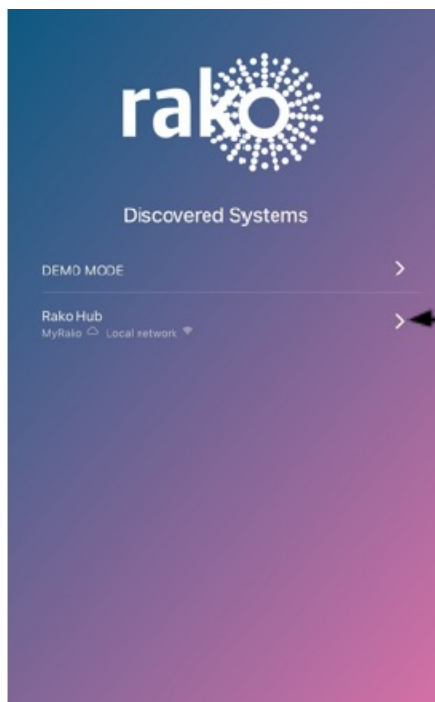 rako
Discovered Systems
DEMO MODE
Rako Hub
MyRako Local network